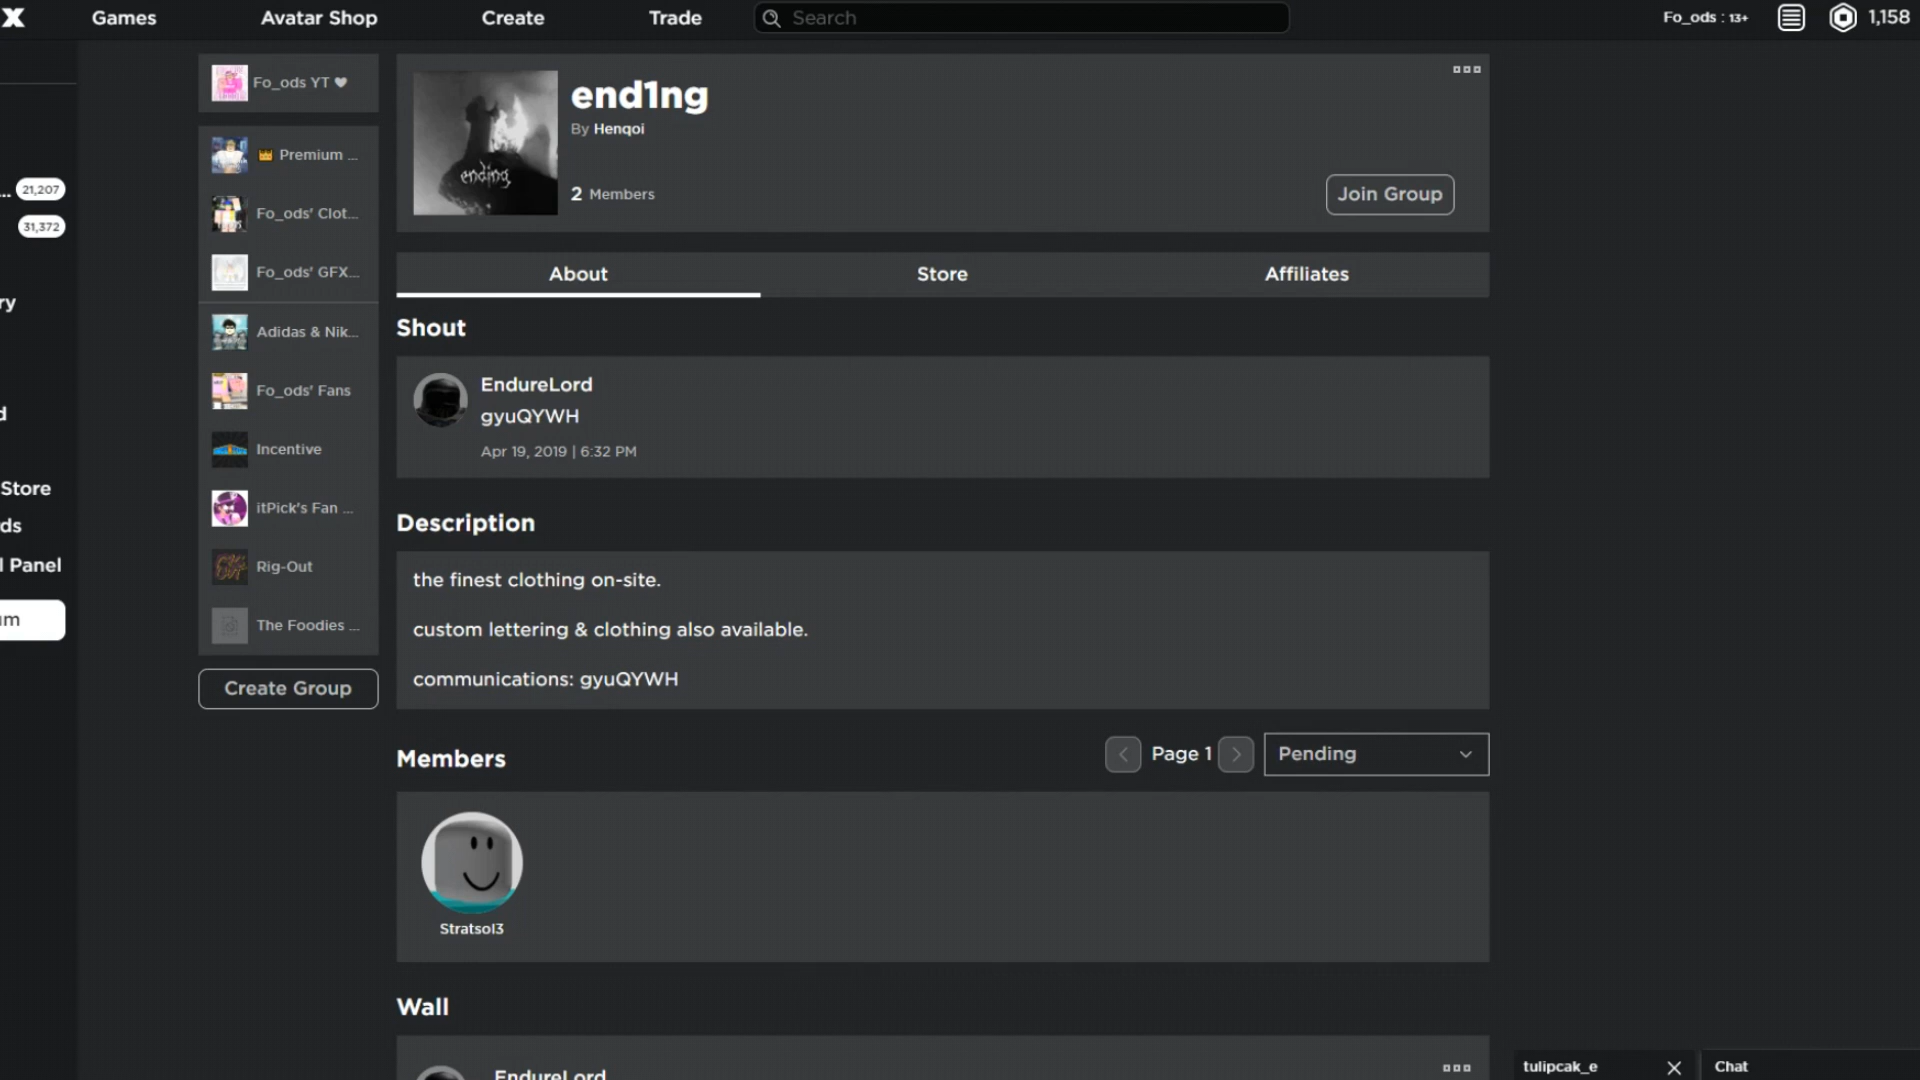 X Games Avatar Shop Create Trade Search Fo_ods : 13+ 1,158
... 21,207
31,372
ry
d
Store
ds
l Panel
um
Fo_ods YT
Premium ...
Fo_ods' Clot...
Fo_ods' GFX...
Adidas & Nik...
Fo_ods' Fans
Incentive
itPick's Fan ...
Rig-Out
The Foodies ...
Create Group
ending
end1ng
By Henqoi
2 Members
Join Group
About Store Affiliates
Shout
EndureLord
gyuQYWH
Apr 19, 2019 | 6:32 PM
Description
the finest clothing on-site.
custom lettering & clothing also available.
communications: gyuQYWH
Members Page 1 Pending
Stratsol3
Wall
EndureLord
tulipcak_e Chat